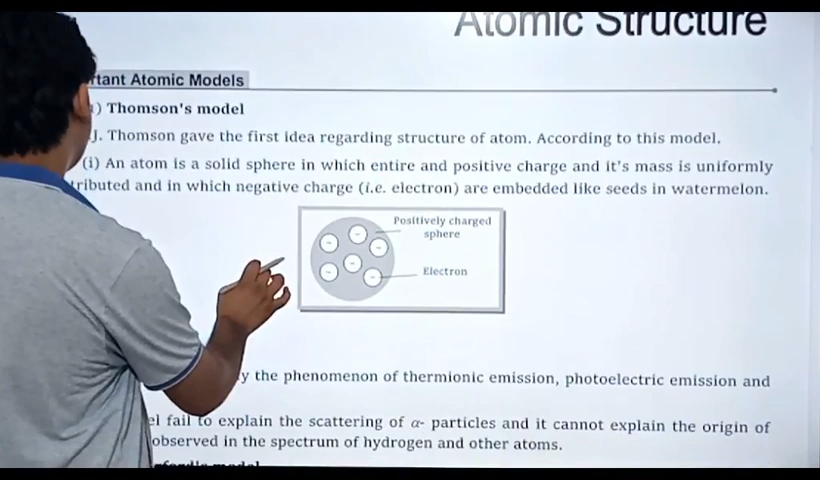 Atomic Structure
rtant Atomic Models
) Thomson's model
J. Thomson gave the first idea regarding structure of atom. According to this model.
(i) An atom is a solid sphere in which entire and positive charge and it's mass is uniformly
tributed and in which negative charge (i.e. electron) are embedded like seeds in watermelon.
Positively charged
sphere
Electron
y the phenomenon of thermionic emission, photoelectric emission and
el fail to explain the scattering of α- particles and it cannot explain the origin of
observed in the spectrum of hydrogen and other atoms.